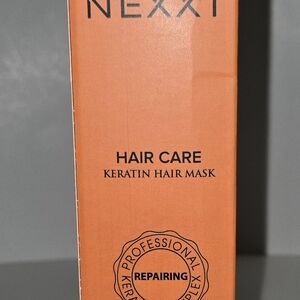 NEXXT
HAIR CARE
KERATIN HAIR MASK
PROFESSIONAL
REPAIRING